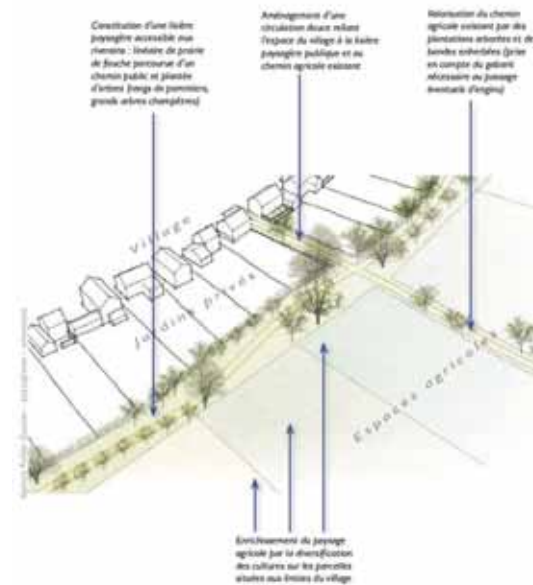 Constitution d'une lisière
paysagère accessible aux
riverains : linéaire de prairie
de fauche parcourue d'un
chemin public et plantée
d'arbres (rangs de pommiers,
grands arbres champêtres)
Aménagement d'une
circulation douce reliant
l'espace du village à la lisière
paysagère publique et au
chemin agricole existant
Valorisation du chemin
agricole existant par des
plantations arborées et de
bandes enherbées (prise
en compte du gabarit
nécessaire au passage
éventuels d'engins)
Village
Jardins privés
Espaces agricoles
Enrichissement du paysage
agricole par la diversification
des cultures sur les parcelles
situées aux limites du village